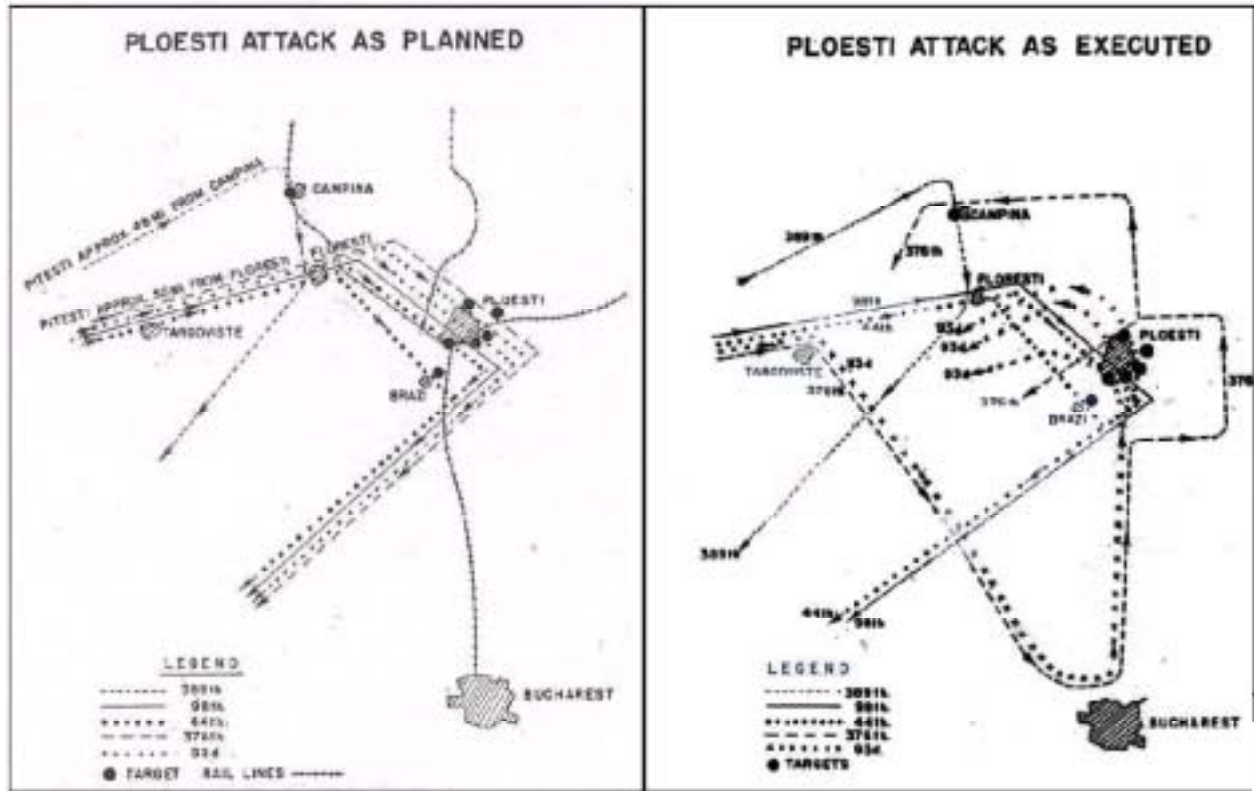 PLOESTI ATTACK AS PLANNED
CAMPINA
PITESTI APPROX 48 MI FROM CAMPINA
FLORESTI
PITESTI APPROX. 50 MI FROM FLORESTI
TARGOVISTE
PLOESTI
BRAZI
LEGEND
389th.
98th.
44th.
376th.
93d.
TARGET RAIL LINES
BUCHAREST
PLOESTI ATTACK AS EXECUTED
CAMPINA
389th.
376th.
FLORESTI
98th.
44th.
93d.
93d.
93d.
PLOESTI
TARGOVISTE
93d
376th.
376th.
376
BRAZI
389th
44th.
98th.
LEGEND
389th.
98th.
44th.
376th.
93d.
TARGETS
BUCHAREST